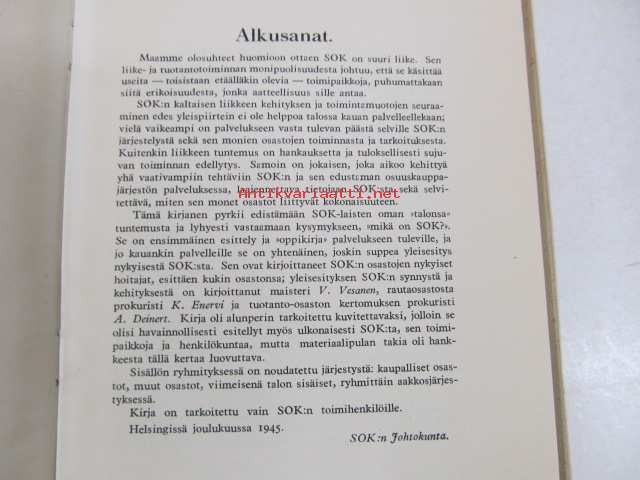 Alkusanat.
Maamme olosuhteet huomioon ottaen SOK on suuri liike. Sen
liike- ja tuotantotoiminnan monipuolisuudesta johtuu, että se käsittää
useita — toisistaan etäälläkin olevia — toimipaikkoja, puhumattakaan
siitä erikoisuudesta, jonka aatteellisuus sille antaa.
SOK:n kaltaisen liikkeen kehityksen ja toimintamuotojen seuraa-
minen edes yleispiirtein ei ole helppoa talossa kauan palvelleellekaan;
vielä vaikeampi on palvelukseen vasta tulevan päästä selville SOK:n
järjestelystä sekä sen monien osastojen toiminnasta ja tarkoituksesta.
Kuitenkin liikkeen tuntemus on hankauksetta ja tuloksellisesti suju-
van toiminnan edellytys. Samoin on jokaisen, joka aikoo kehittyä
yhä vaativampiin tehtäviin SOK:n ja sen edustaman osuuskauppa-
järjestön palveluksessa, laajennettava tietojaan SOK:sta sekä selvi-
tettävä, miten sen monet osastot liittyvät kokonaisuuteen.
Antikvariaatti.net
Tämä kirjanen pyrkii edistämään SOK-laisten oman »talonsa»
tuntemusta ja lyhyesti vastaamaan kysymykseen, »mikä on SOK?».
Se on ensimmäinen esittely ja »oppikirja» palvelukseen tuleville, ja
jo kauankin palvelleille se on yhtenäinen, joskin suppea yleisesitys
nykyisestä SOK:sta. Sen ovat kirjoittaneet SOK:n osastojen nykyiset
hoitajat, esittäen kukin osastonsa; yleisesityksen SOK:n synnystä ja
kehityksestä on kirjoittanut maisteri V. Vesanen, rautaosastosta
prokuristi K. Enervi ja tuotanto-osaston kertomuksen prokuristi
A. Deinert. Kirja oli alunperin tarkoitettu kuvitettavaksi, jolloin se
olisi havainnollisesti esitellyt myös ulkonaisesti SOK:ta, sen toimi-
paikkoja ja henkilökuntaa, mutta materiaalipulan takia oli hank-
keesta tällä kertaa luovuttava.
Sisällön ryhmityksessä on noudatettu järjestystä: kaupalliset osas-
tot, muut osastot, viimeisenä talon sisäiset, ryhmittäin aakkosjärjes-
tyksessä.
Kirja on tarkoitettu vain SOK:n toimihenkilöille.
Helsingissä joulukuussa 1945.
SOK:n Johtokunta.